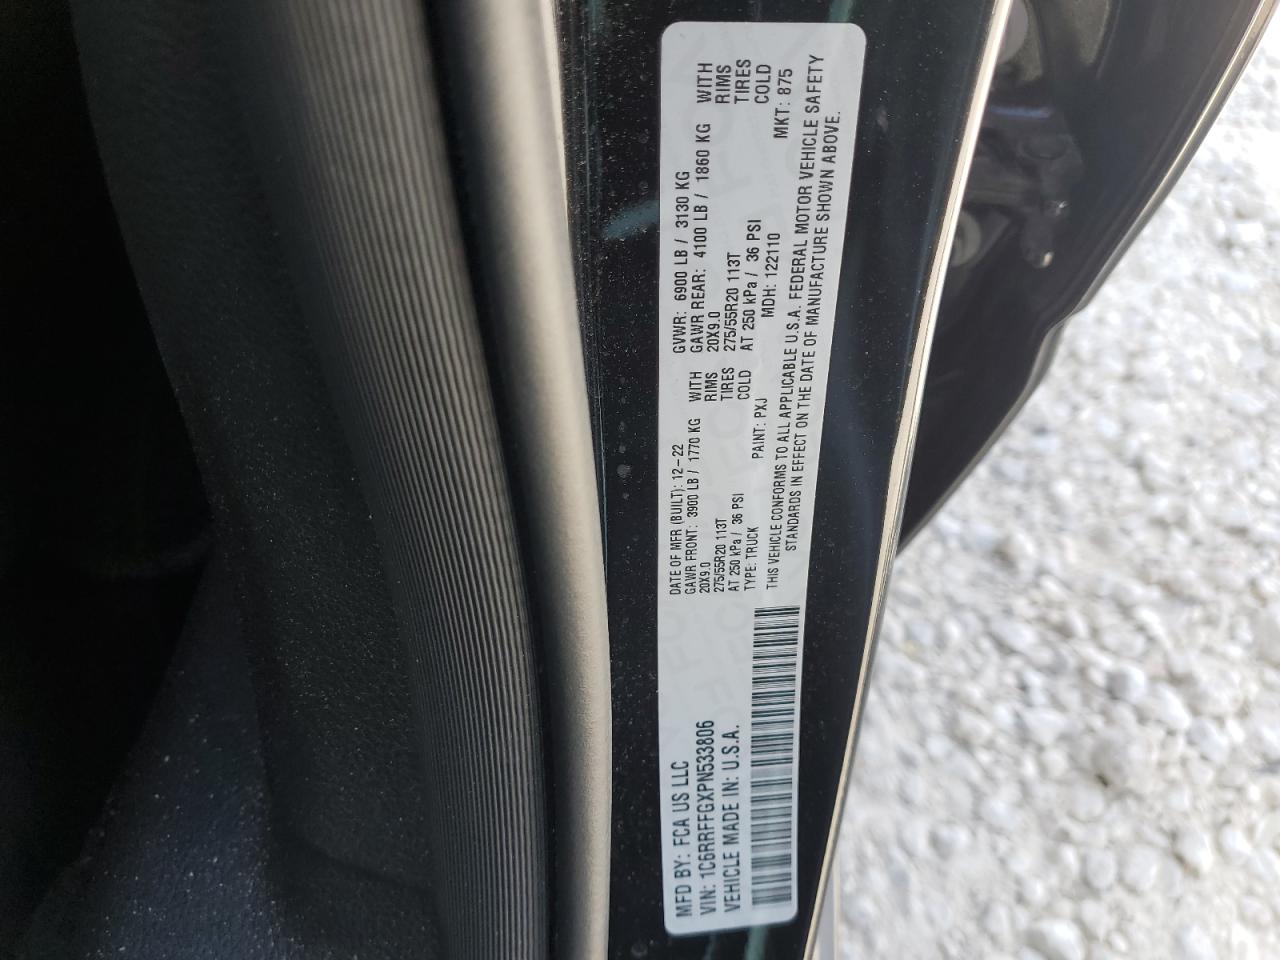 MFD BY: FCA US LLC
VIN: 1C6RRFFGXPN533806
VEHICLE MADE IN: U.S.A.
DATE OF MFR (BUILT): 12-22 GVWR: 6900 LB / 3130 KG
GAWR FRONT: 3900 LB / 1770 KG WITH GAWR REAR: 4100 LB / 1860 KG WITH
20X9.0 RIMS 20X9.0 RIMS
275/55R20 113T TIRES 275/55R20 113T TIRES
AT 250 kPa / 36 PSI COLD AT 250 kPa / 36 PSI COLD
TYPE: TRUCK PAINT: PXJ MDH: 122110 MKT: 875
THIS VEHICLE CONFORMS TO ALL APPLICABLE U.S.A. FEDERAL MOTOR VEHICLE SAFETY
STANDARDS IN EFFECT ON THE DATE OF MANUFACTURE SHOWN ABOVE.